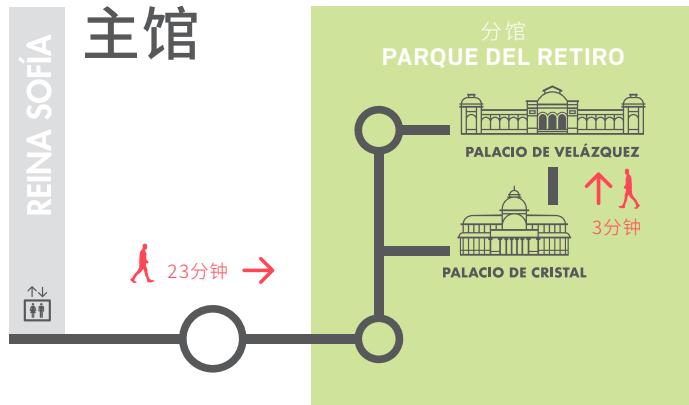 REINA SOFÍA
主馆
分馆
PARQUE DEL RETIRO
PALACIO DE VELÁZQUEZ
3分钟
PALACIO DE CRISTAL
23分钟